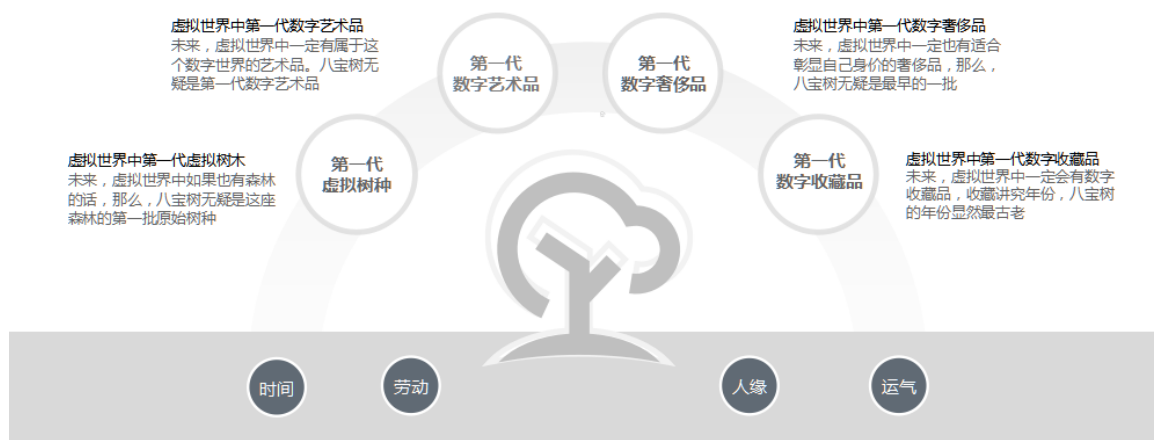 虚拟世界中第一代数字艺术品
未来，虚拟世界中一定有属于这
个数字世界的艺术品。八宝树无
疑是第一代数字艺术品
第一代
数字艺术品
第一代
数字奢侈品
虚拟世界中第一代数字奢侈品
未来，虚拟世界中一定也有适合
彰显自己身价的奢侈品，那么，
八宝树无疑是最早的一批
虚拟世界中第一代虚拟树木
未来，虚拟世界中如果也有森林
的话，那么，八宝树无疑是这座
森林的第一批原始树种
第一代
虚拟树种
第一代
数字收藏品
虚拟世界中第一代数字收藏品
未来，虚拟世界中一定会有数字
收藏品，收藏讲究年份，八宝树
的年份显然最古老
时间
劳动
人缘
运气